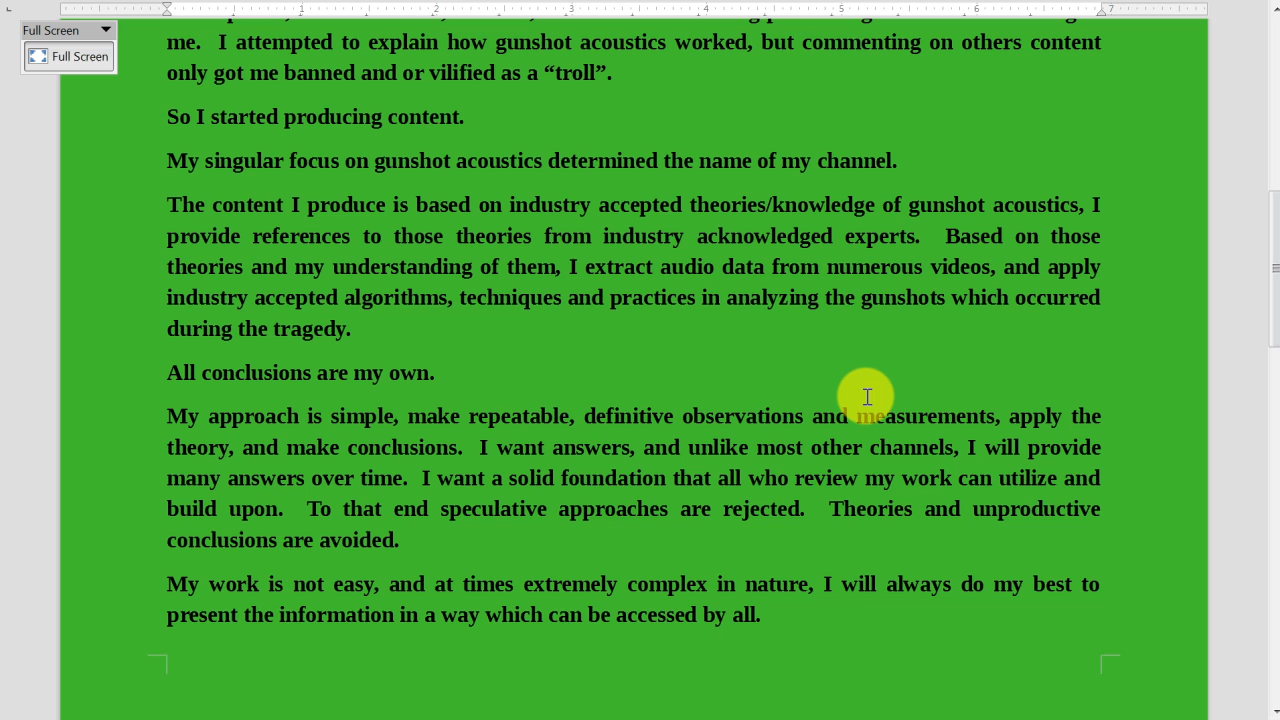 Full Screen
Full Screen
1 2 3 4 5 6 7
me.  I attempted to explain how gunshot acoustics worked, but commenting on others content
only got me banned and or vilified as a “troll”.
So I started producing content.
My singular focus on gunshot acoustics determined the name of my channel.
The content I produce is based on industry accepted theories/knowledge of gunshot acoustics, I
provide references to those theories from industry acknowledged experts.  Based on those
theories and my understanding of them, I extract audio data from numerous videos, and apply
industry accepted algorithms, techniques and practices in analyzing the gunshots which occurred
during the tragedy.
All conclusions are my own.
My approach is simple, make repeatable, definitive observations and measurements, apply the
theory, and make conclusions.  I want answers, and unlike most other channels, I will provide
many answers over time.  I want a solid foundation that all who review my work can utilize and
build upon.  To that end speculative approaches are rejected.  Theories and unproductive
conclusions are avoided.
My work is not easy, and at times extremely complex in nature, I will always do my best to
present the information in a way which can be accessed by all.